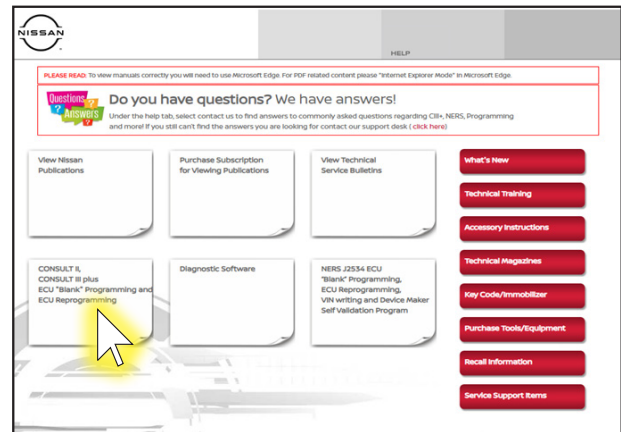 NISSAN
HELP
PLEASE READ: To view manuals correctly you will need to use Microsoft Edge. For PDF related content please "Internet Explorer Mode" in Microsoft Edge.
Questions
?
?
Answers
Do you have questions? We have answers!
Under the help tab, select contact us to find answers to commonly asked questions regarding CIII+, NERS, Programming
and more! If you still can't find the answers you are looking for contact our support desk ( click here)
View Nissan
Publications
Purchase Subscription
for Viewing Publications
View Technical
Service Bulletins
CONSULT II,
CONSULT III plus
ECU "Blank" Programming and
ECU Reprogramming
Diagnostic Software
NERS J2534 ECU
"Blank" Programming,
ECU Reprogramming,
VIN writing and Device Maker
Self Validation Program
What's New
Technical Training
Accessory Instructions
Technical Magazines
Key Code/Immobilizer
Purchase Tools/Equipment
Recall Information
Service Support Items